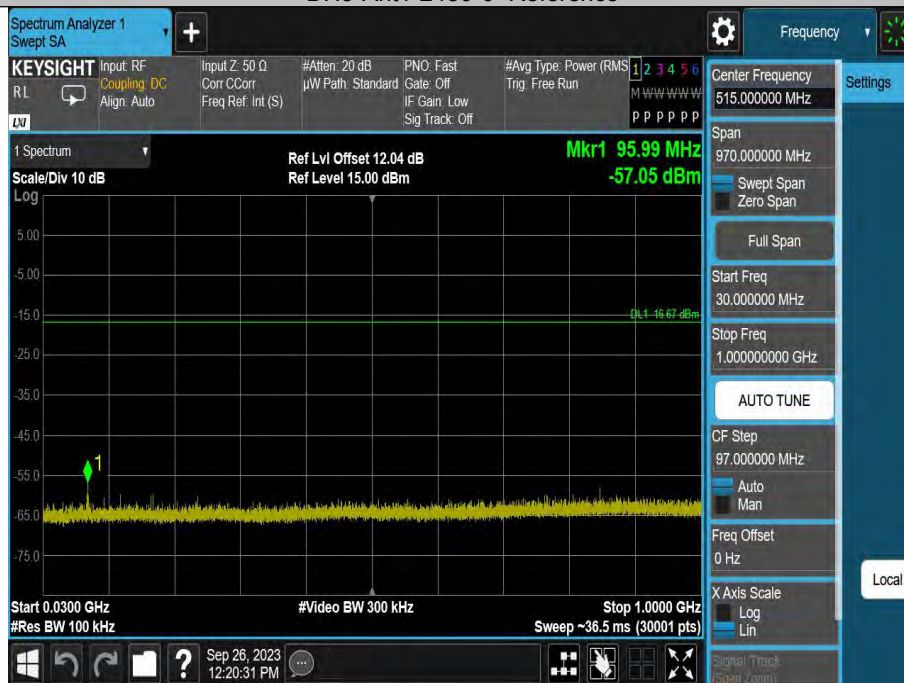 Spectrum Analyzer 1
Swept SA
+
Frequency
KEYSIGHT
RL
LXI
Input: RF
Coupling: DC
Align: Auto
Input Z: 50 Ω
Corr CCorr
Freq Ref: Int (S)
#Atten: 20 dB
µW Path: Standard
PNO: Fast
Gate: Off
IF Gain: Low
Sig Track: Off
#Avg Type: Power (RMS
Trig: Free Run
1 2 3 4 5 6
M W W W W W
P P P P P P
1 Spectrum
Scale/Div 10 dB
Ref Lvl Offset 12.04 dB
Ref Level 15.00 dBm
Mkr1 95.99 MHz
-57.05 dBm
Log
5.00
-5.00
-15.0
DL1 -16.67 dBm
-25.0
-35.0
-45.0
1
-55.0
-65.0
-75.0
Start 0.0300 GHz
#Video BW 300 kHz
Stop 1.0000 GHz
#Res BW 100 kHz
Sweep ~36.5 ms (30001 pts)
?
Sep 26, 2023
12:20:31 PM
Center Frequency
515.000000 MHz
Settings
Span
970.000000 MHz
Swept Span
Zero Span
Full Span
Start Freq
30.000000 MHz
Stop Freq
1.000000000 GHz
AUTO TUNE
CF Step
97.000000 MHz
Auto
Man
Freq Offset
0 Hz
Local
X Axis Scale
Log
Lin
Signal Track
(Span Zoom)